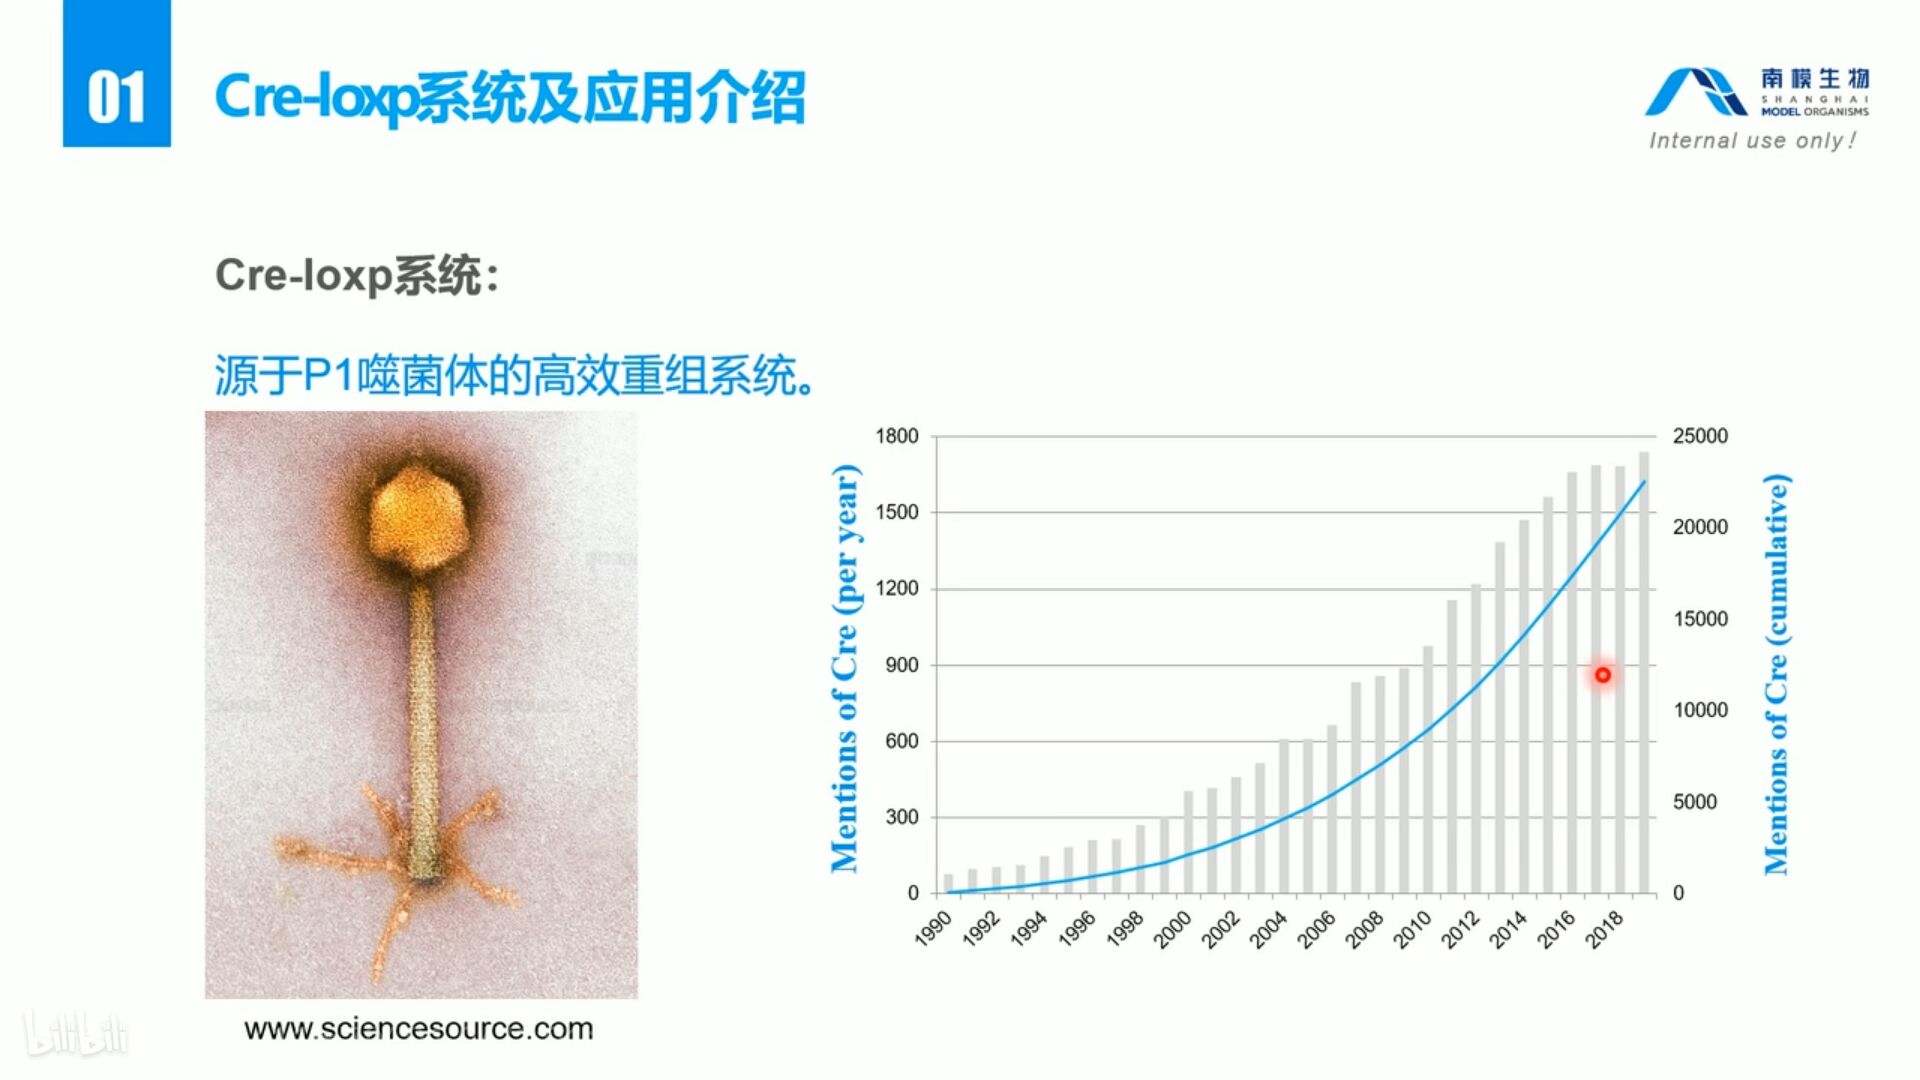 01
Cre-loxp系统及应用介绍
南模生物
SHANGHAI
MODEL ORGANISMS
Internal use only!
Cre-loxp系统：
源于P1噬菌体的高效重组系统。
www.sciencesource.com
Mentions of Cre (per year)
1800
1500
1200
900
600
300
0
25000
20000
15000
10000
5000
0
Mentions of Cre (cumulative)
1990
1992
1994
1996
1998
2000
2002
2004
2006
2008
2010
2012
2014
2016
2018
bilibili